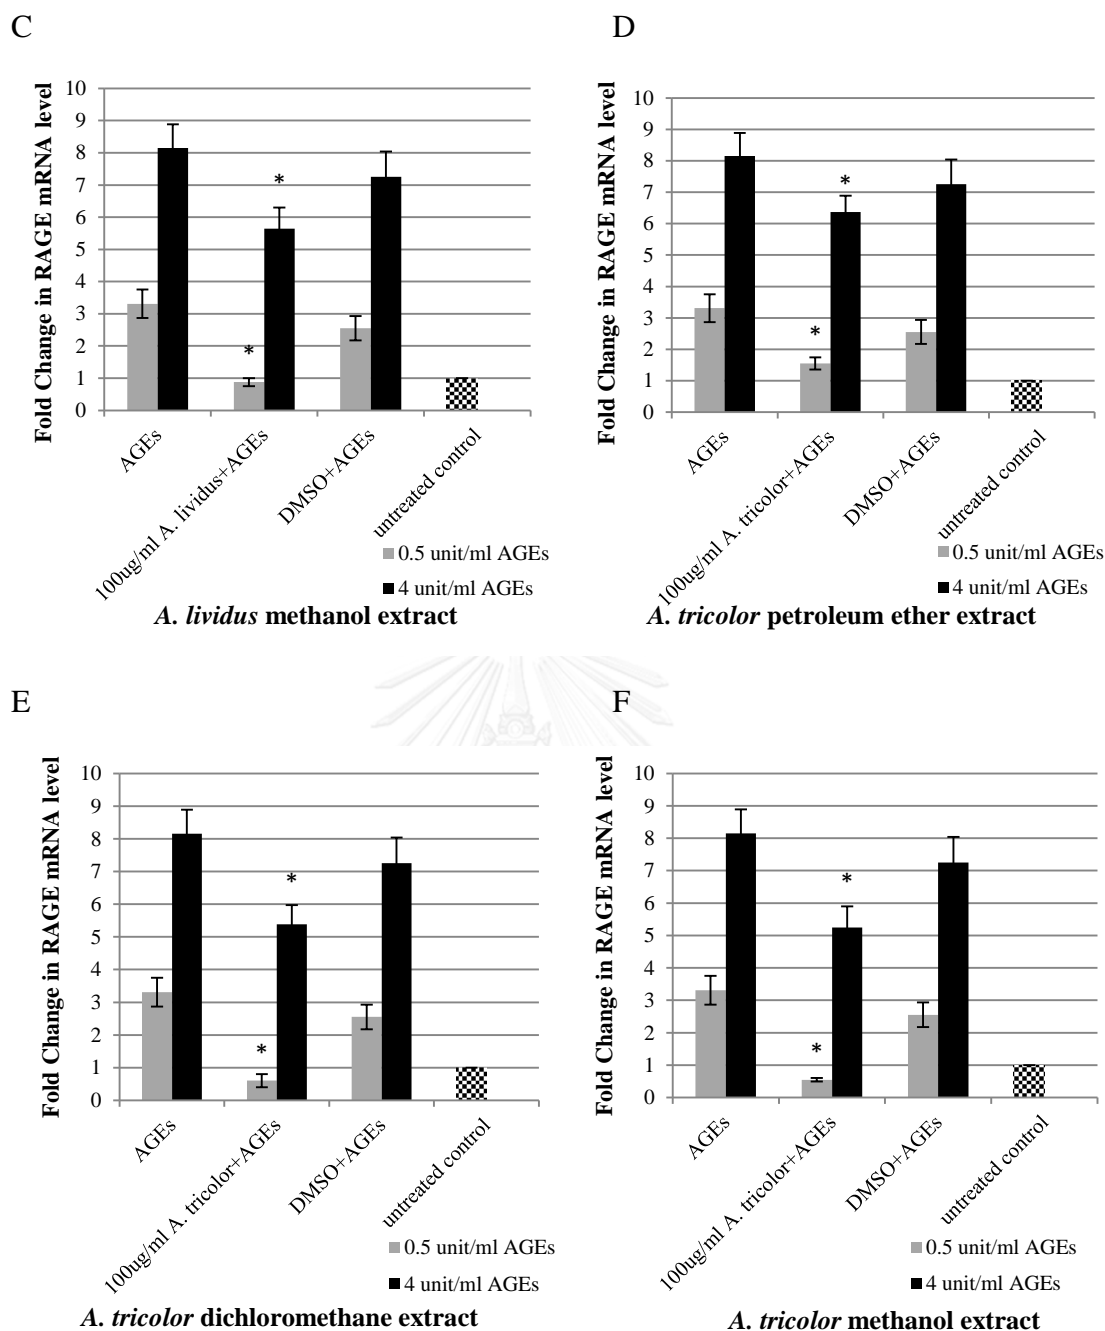 C
Fold Change in RAGE mRNA level
10
9
8
7
6
5
4
3
2
1
0
*
*
AGEs
100ug/ml A. lividus+AGEs
DMSO+AGEs
untreated control
0.5 unit/ml AGEs
4 unit/ml AGEs
A. lividus methanol extract
D
Fold Change in RAGE mRNA level
10
9
8
7
6
5
4
3
2
1
0
*
*
AGEs
100ug/ml A. tricolor+AGEs
DMSO+AGEs
untreated control
0.5 unit/ml AGEs
4 unit/ml AGEs
A. tricolor petroleum ether extract
E
Fold Change in RAGE mRNA level
10
9
8
7
6
5
4
3
2
1
0
*
*
AGEs
100ug/ml A. tricolor+AGEs
DMSO+AGEs
untreated control
0.5 unit/ml AGEs
4 unit/ml AGEs
A. tricolor dichloromethane extract
F
Fold Change in RAGE mRNA level
10
9
8
7
6
5
4
3
2
1
0
*
*
AGEs
100ug/ml A. tricolor+AGEs
DMSO+AGEs
untreated control
0.5 unit/ml AGEs
4 unit/ml AGEs
A. tricolor methanol extract